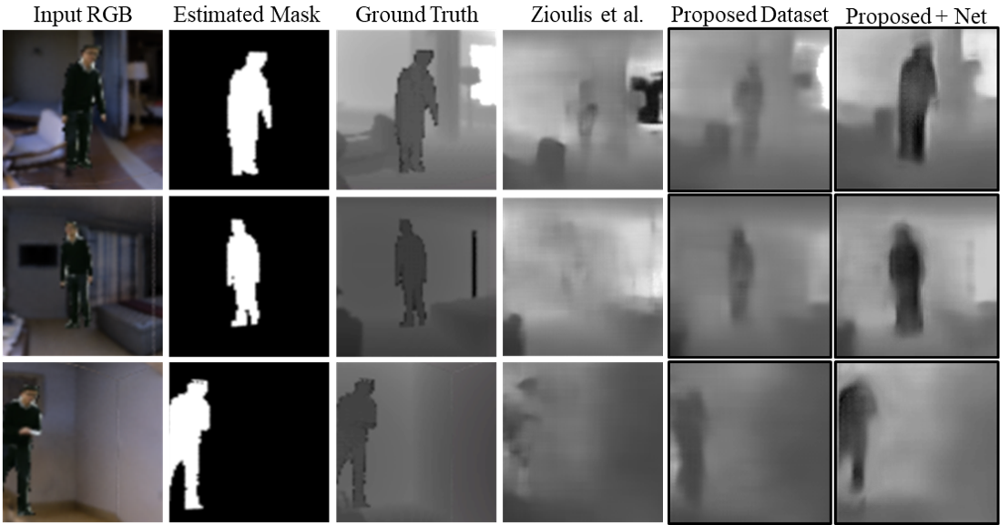 Input RGB Estimated Mask Ground Truth Zioulis et al. Proposed Dataset Proposed + Net